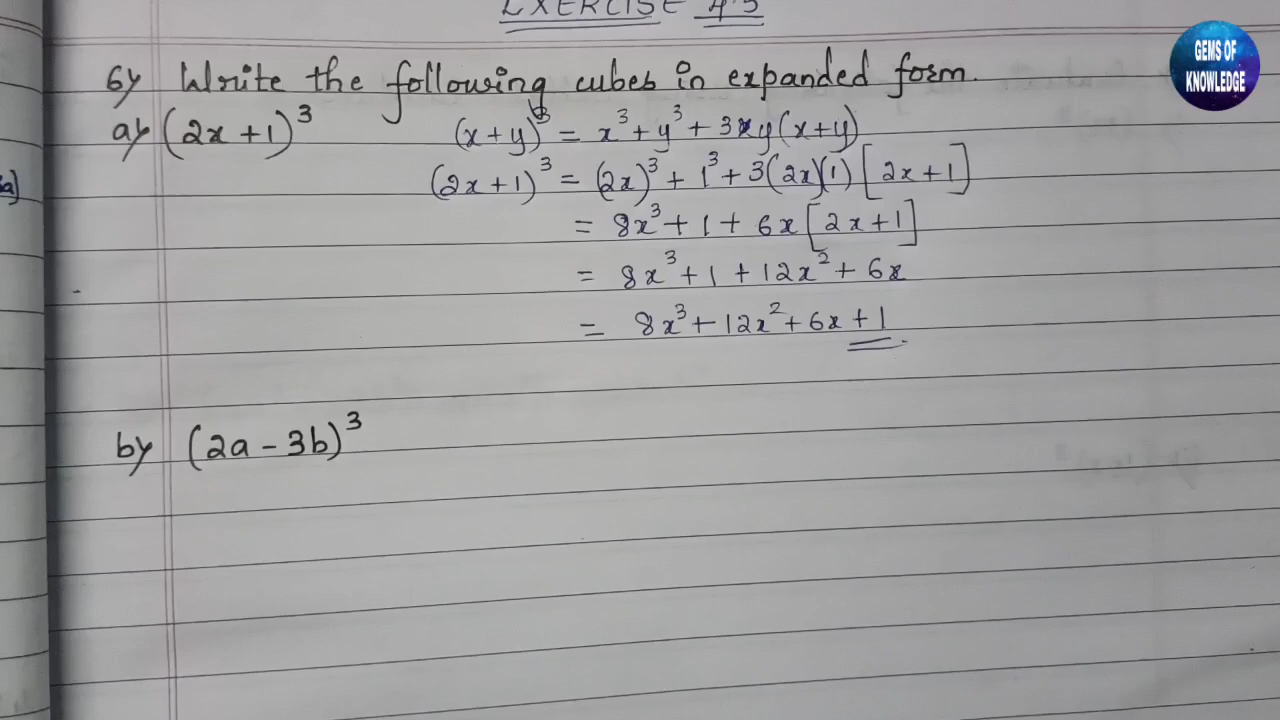 EXERCISE 4.3
GEMS OF
KNOWLEDGE
6) Write the following cubes in expanded form.
a) (2x+1)³ (x+y)³ = x³+y³+3xy(x+y)
(2x+1)³ = (2x)³+1³+3(2x)(1)[2x+1]
= 8x³+1+6x[2x+1]
= 8x³+1+12x²+6x
= 8x³+12x²+6x+1
b) (2a-3b)³